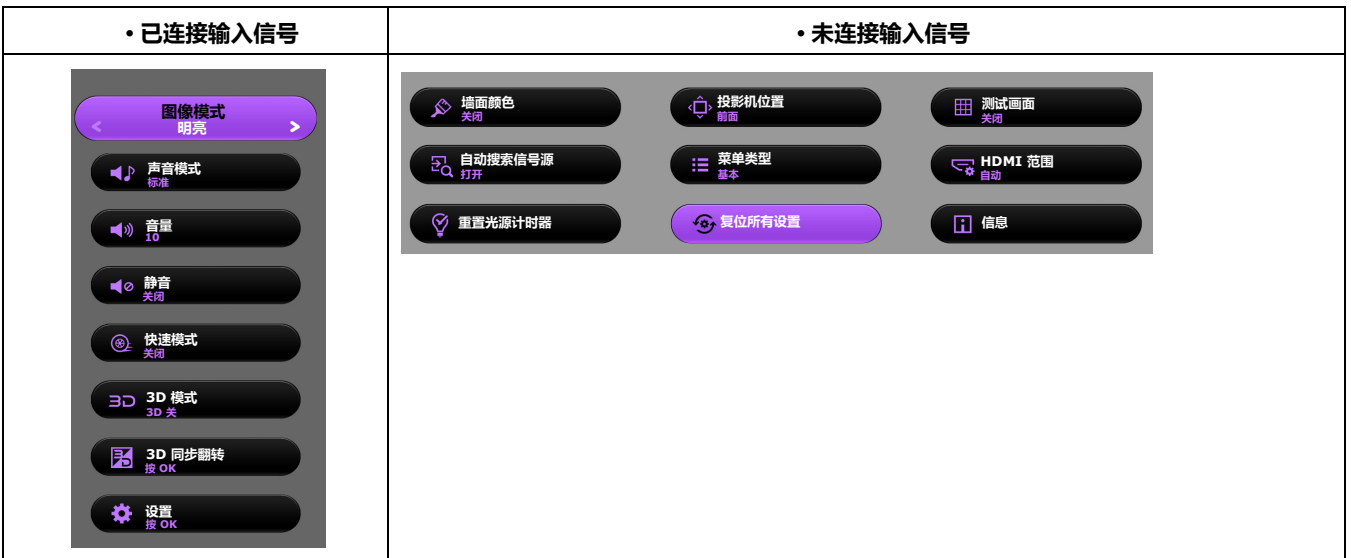 • 已连接输入信号
• 未连接输入信号
图像模式
< 明亮 >
声音模式
标准
音量
10
静音
关闭
快速模式
关闭
3D 模式
3D 关
3D 同步翻转
按 OK
设置
按 OK
墙面颜色
关闭
投影机位置
前面
测试画面
关闭
自动搜索信号源
打开
菜单类型
基本
HDMI 范围
自动
重置光源计时器
复位所有设置
信息